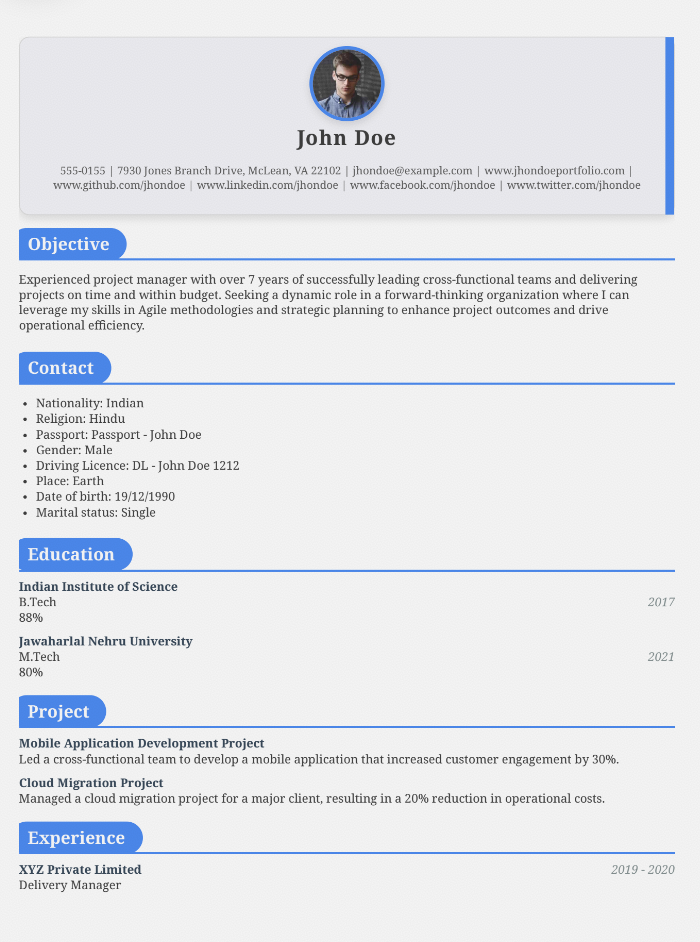 John Doe
555-0155 | 7930 Jones Branch Drive, McLean, VA 22102 | jhondoe@example.com | www.jhondoeportfolio.com |
www.github.com/jhondoe | www.linkedin.com/jhondoe | www.facebook.com/jhondoe | www.twitter.com/jhondoe
Objective
Experienced project manager with over 7 years of successfully leading cross-functional teams and delivering
projects on time and within budget. Seeking a dynamic role in a forward-thinking organization where I can
leverage my skills in Agile methodologies and strategic planning to enhance project outcomes and drive
operational efficiency.
Contact
• Nationality: Indian
• Religion: Hindu
• Passport: Passport - John Doe
• Gender: Male
• Driving Licence: DL - John Doe 1212
• Place: Earth
• Date of birth: 19/12/1990
• Marital status: Single
Education
Indian Institute of Science
B.Tech 2017
88%
Jawaharlal Nehru University
M.Tech 2021
80%
Project
Mobile Application Development Project
Led a cross-functional team to develop a mobile application that increased customer engagement by 30%.
Cloud Migration Project
Managed a cloud migration project for a major client, resulting in a 20% reduction in operational costs.
Experience
XYZ Private Limited 2019 - 2020
Delivery Manager